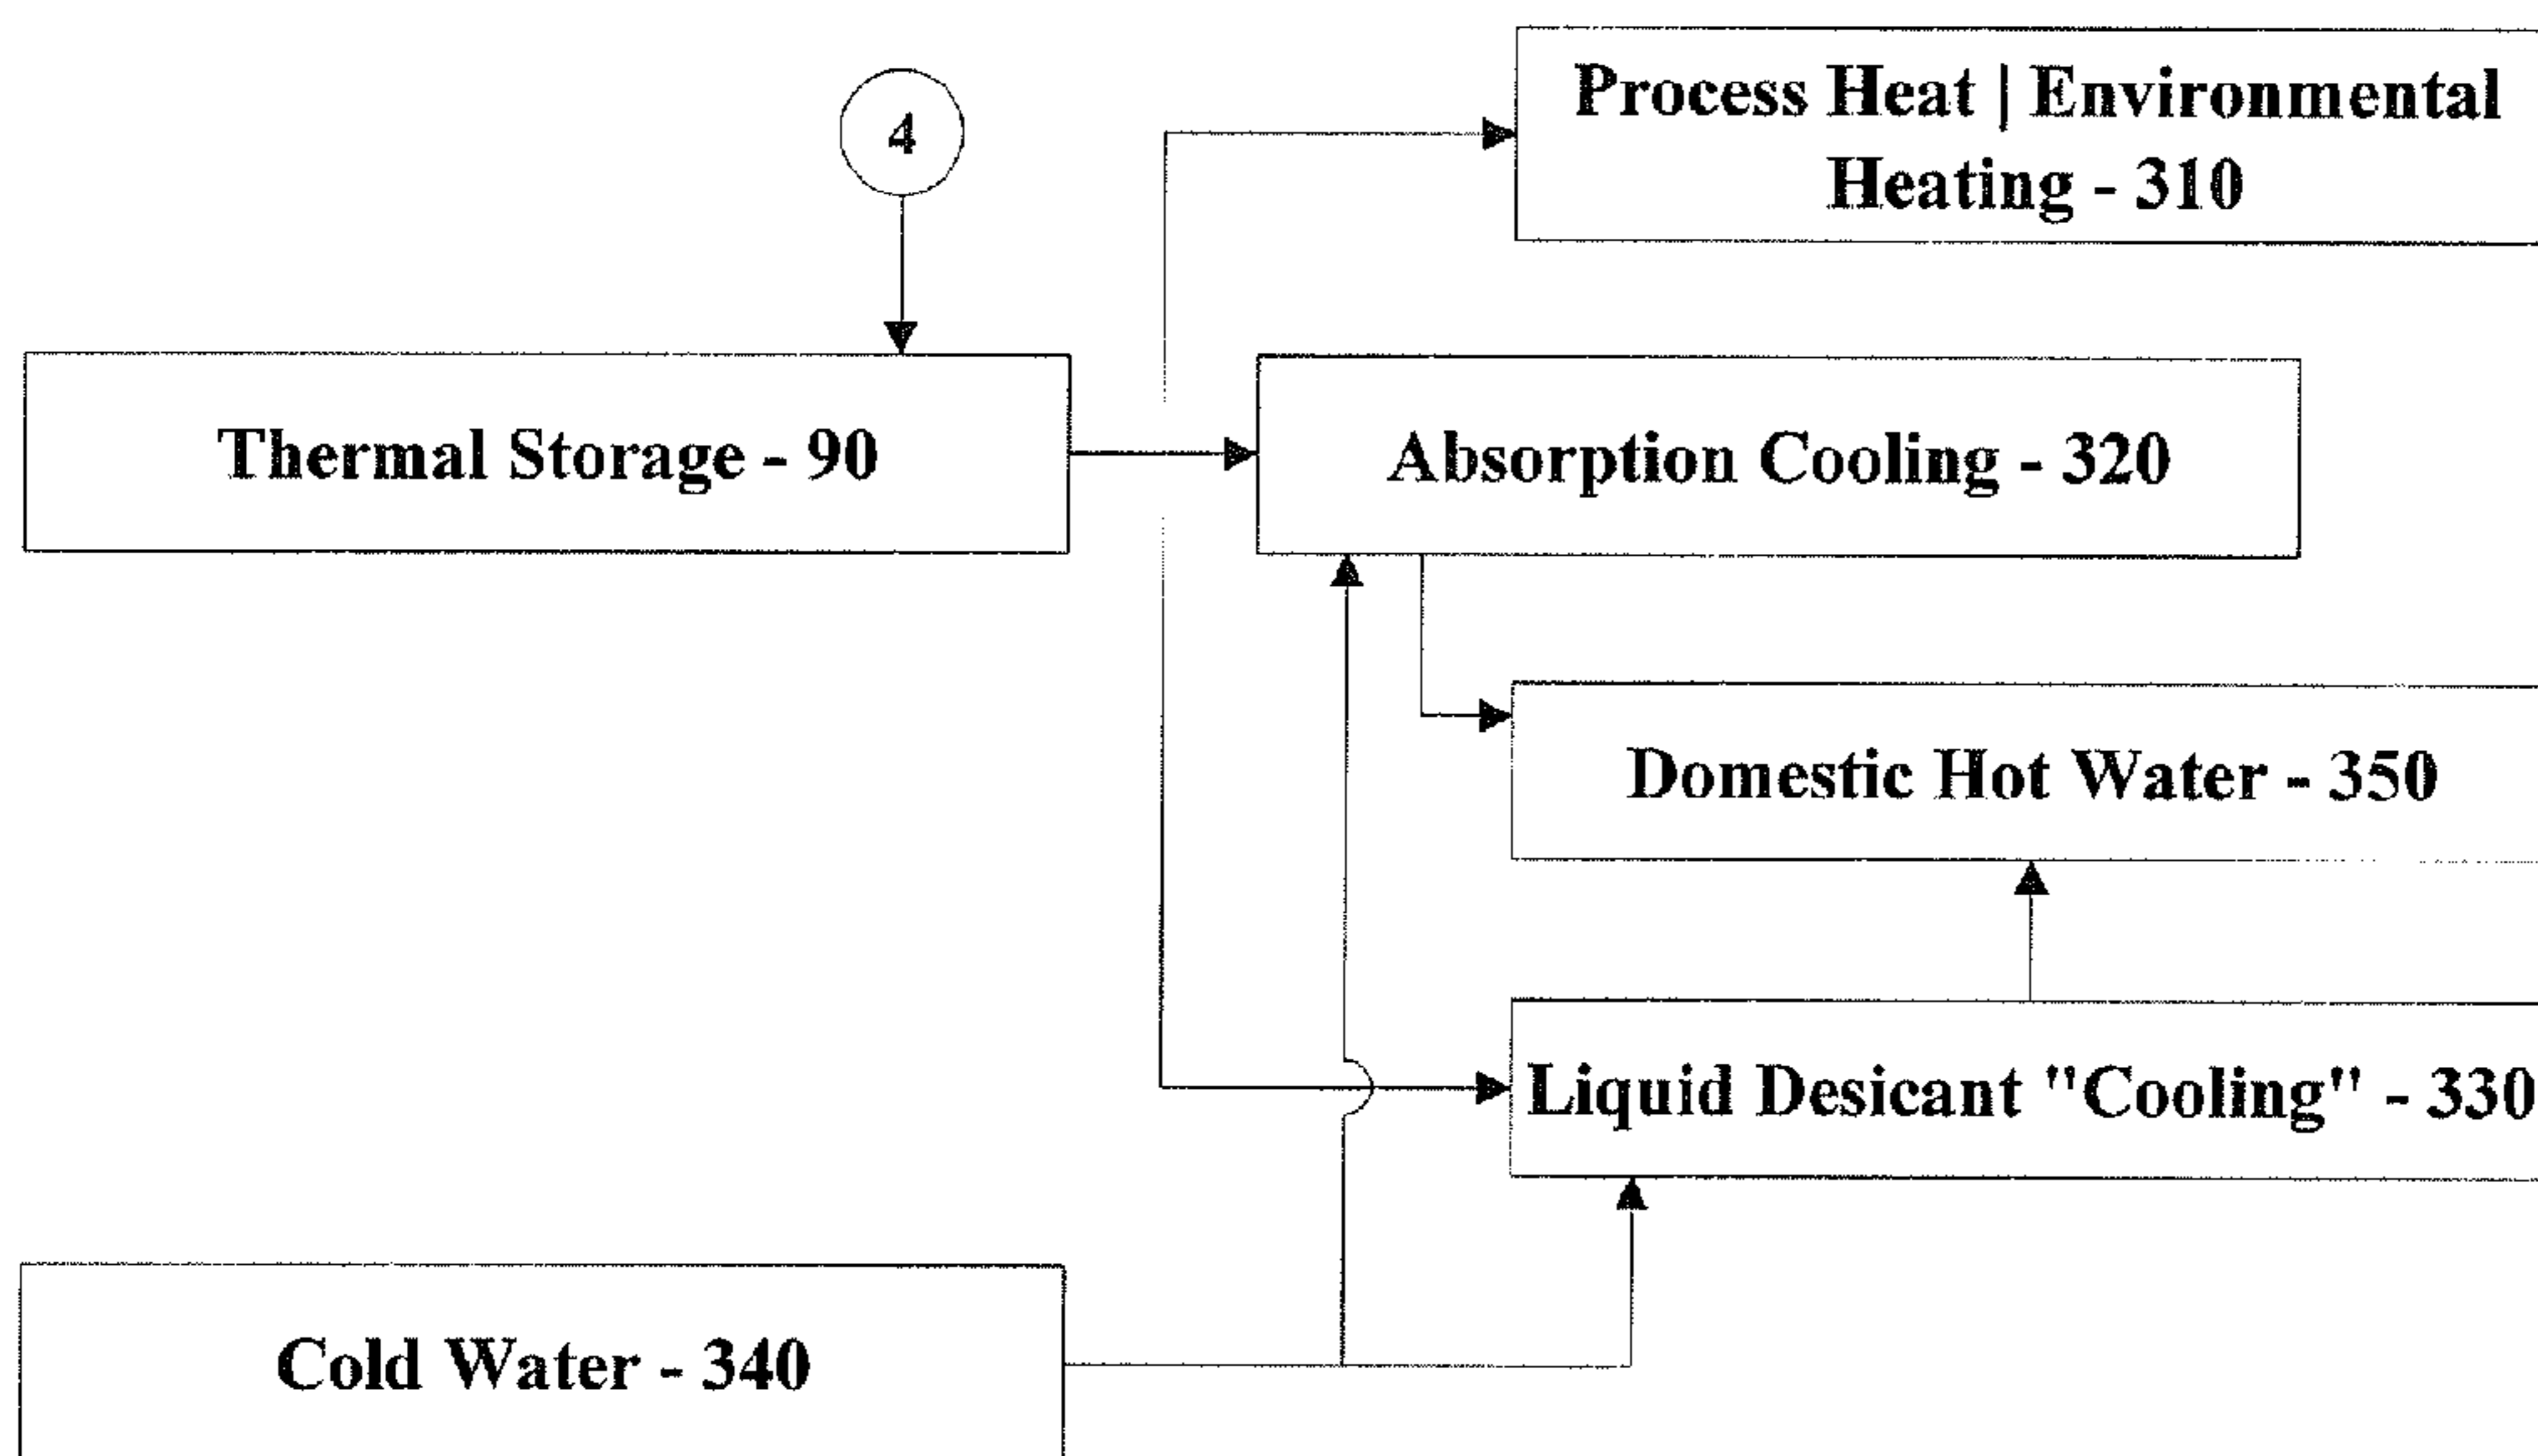 4
Process Heat | Environmental
Heating - 310
Thermal Storage - 90
Absorption Cooling - 320
Domestic Hot Water - 350
Liquid Desicant "Cooling" - 330
Cold Water - 340